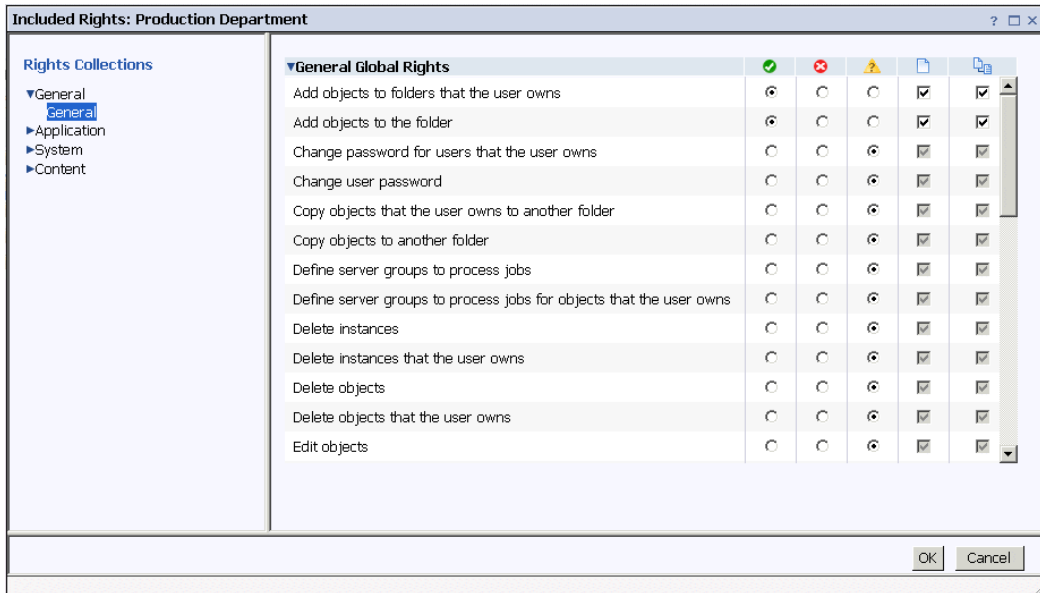 Included Rights: Production Department
Rights Collections
General
General
Application
System
Content
General Global Rights
Add objects to folders that the user owns
Add objects to the folder
Change password for users that the user owns
Change user password
Copy objects that the user owns to another folder
Copy objects to another folder
Define server groups to process jobs
Define server groups to process jobs for objects that the user owns
Delete instances
Delete instances that the user owns
Delete objects
Delete objects that the user owns
Edit objects
OK Cancel